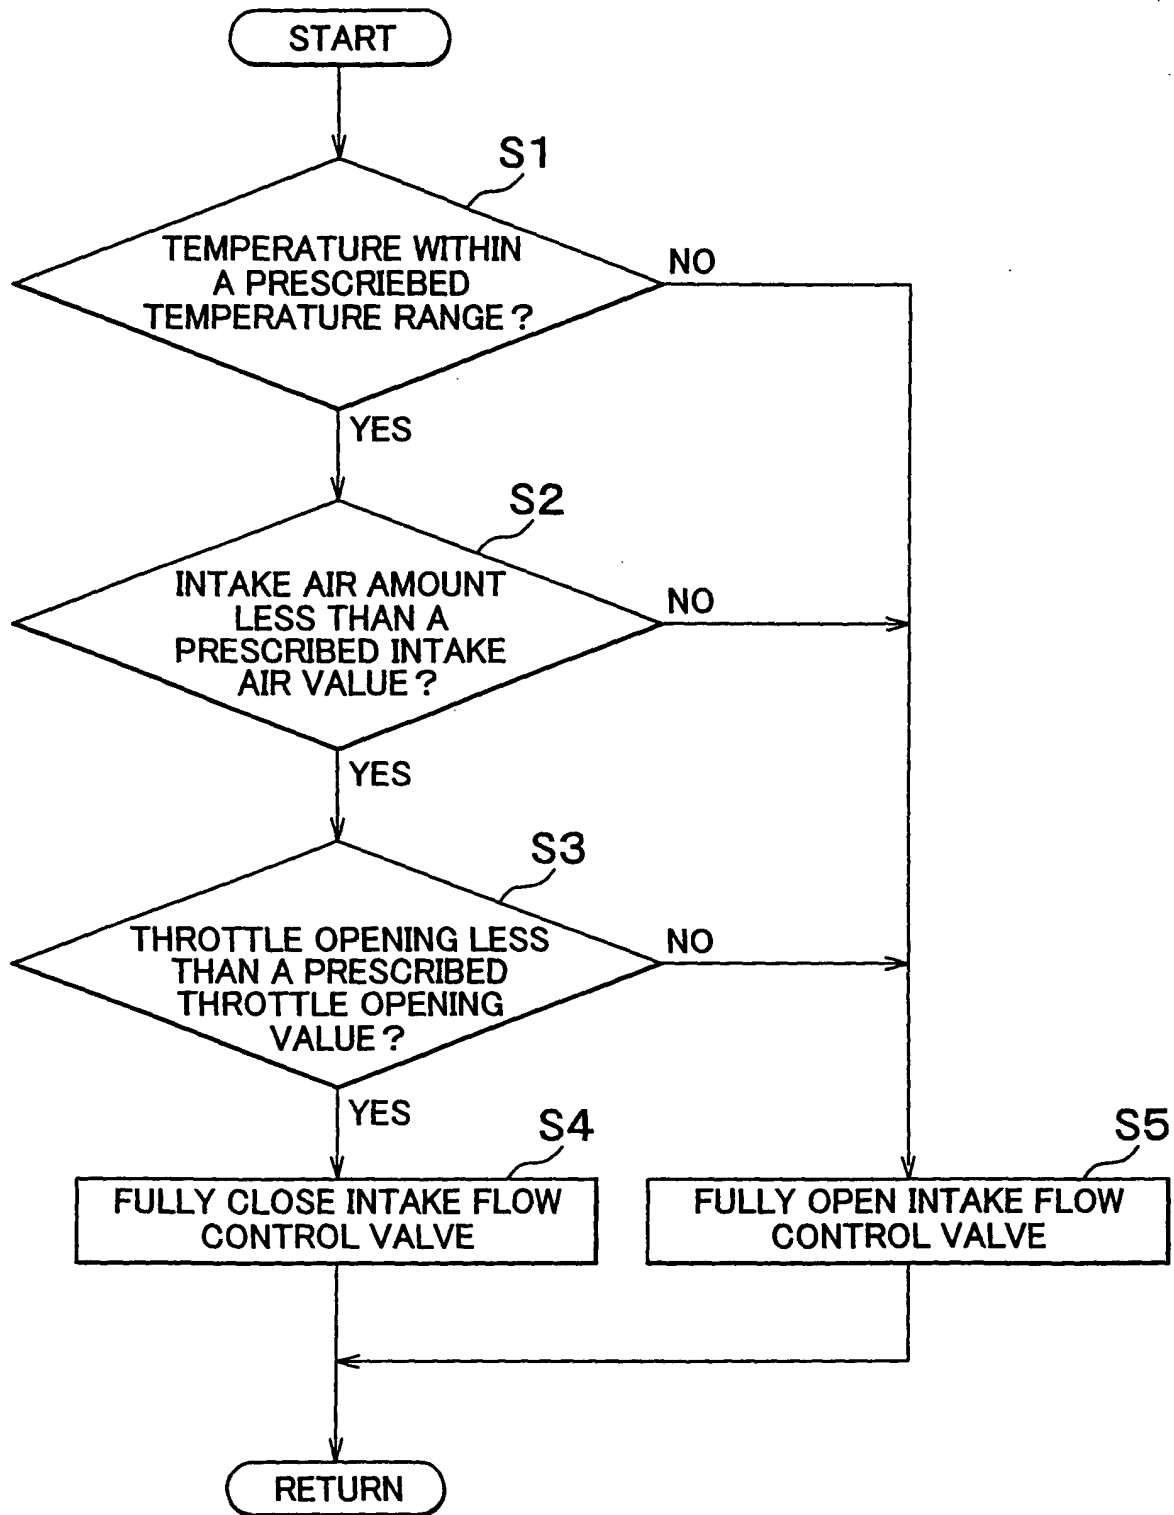 START
S1
TEMPERATURE WITHIN
A PRESCRIEBED
TEMPERATURE RANGE?
NO
YES
S2
INTAKE AIR AMOUNT
LESS THAN A
PRESCRIBED INTAKE
AIR VALUE?
NO
YES
S3
THROTTLE OPENING LESS
THAN A PRESCRIBED
THROTTLE OPENING
VALUE?
NO
YES
S4
FULLY CLOSE INTAKE FLOW
CONTROL VALVE
S5
FULLY OPEN INTAKE FLOW
CONTROL VALVE
RETURN